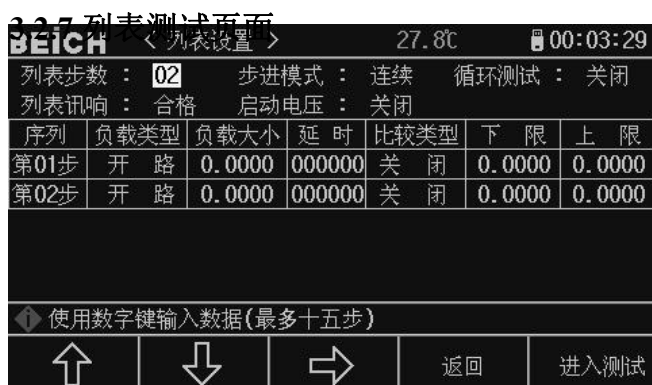 3.2.7 列表测试页面
BEICH <列表设置> 27.8℃ 00:03:29
列表步数： 02 步进模式： 连续 循环测试： 关闭
列表讯响： 合格 启动电压： 关闭
序列 负载类型 负载大小 延 时 比较类型 下 限 上 限
第01步 开 路 0.0000 000000 关 闭 0.0000 0.0000
第02步 开 路 0.0000 000000 关 闭 0.0000 0.0000
使用数字键输入数据(最多十五步)
返回 进入测试